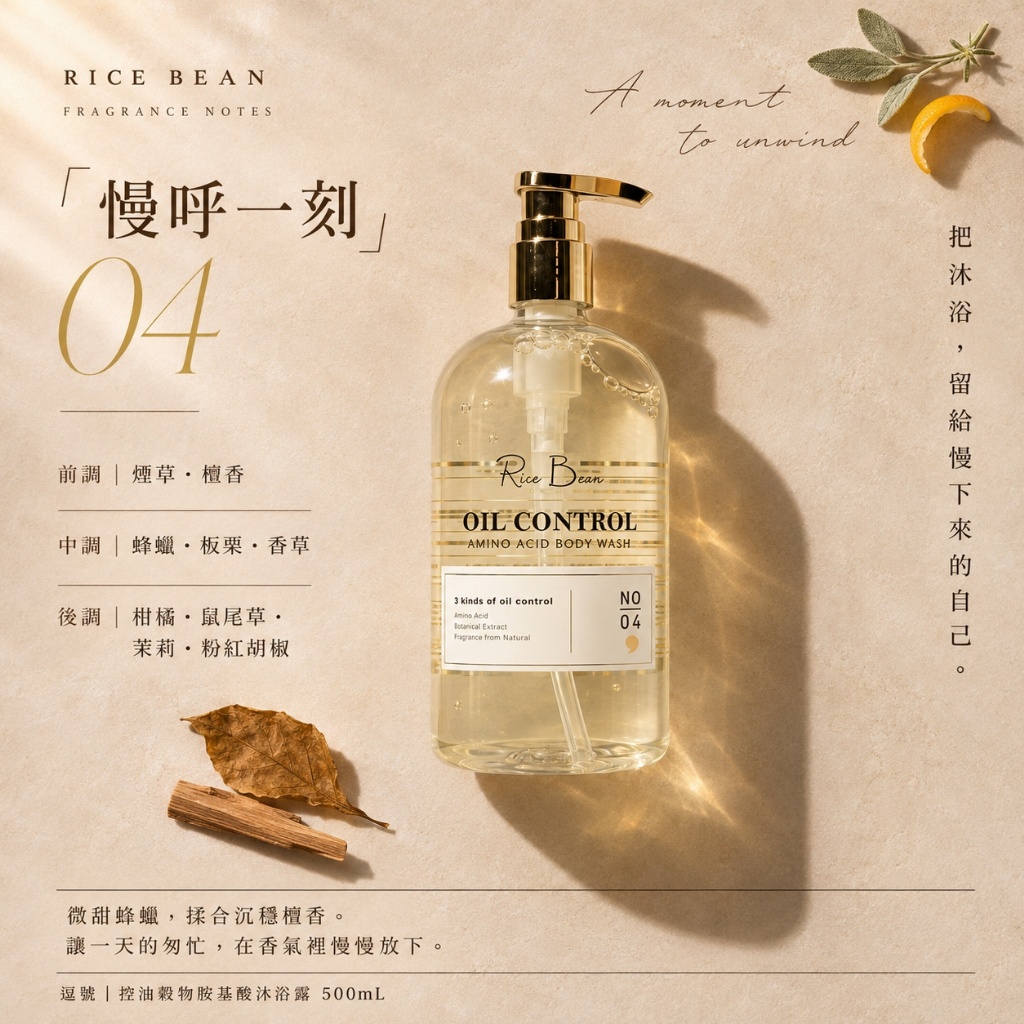 RICE BEAN
FRAGRANCE NOTES
A moment
to unwind
「慢呼一刻」
04
前調｜煙草・檀香
中調｜蜂蠟・板栗・香草
後調｜柑橘・鼠尾草・
茉莉・粉紅胡椒
把沐浴，留給慢下來的自己。
Rice Bean
OIL CONTROL
AMINO ACID BODY WASH
3 kinds of oil control
Amino Acid
Botanical Extract
Fragrance from Natural
NO
04
微甜蜂蠟，揉合沉穩檀香。
讓一天的匆忙，在香氣裡慢慢放下。
逗號｜控油穀物胺基酸沐浴露 500mL